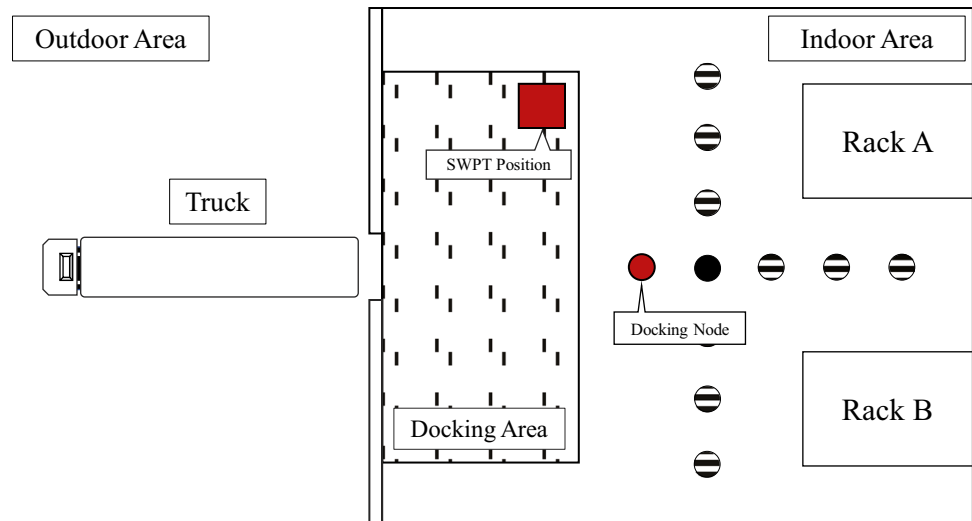 Outdoor Area
Indoor Area
Rack A
SWPT Position
Truck
Docking Node
Rack B
Docking Area